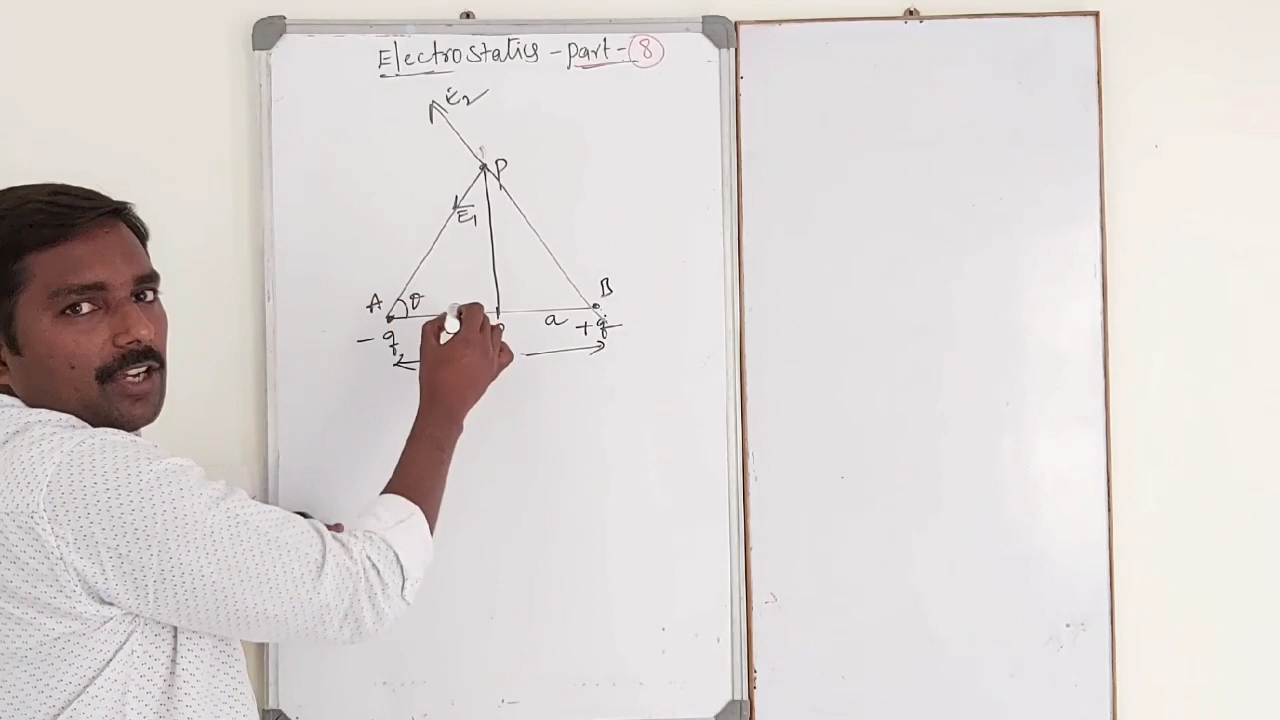 Electrostatics - part - 8
E2
P
E1
A θ B
a
- q + q